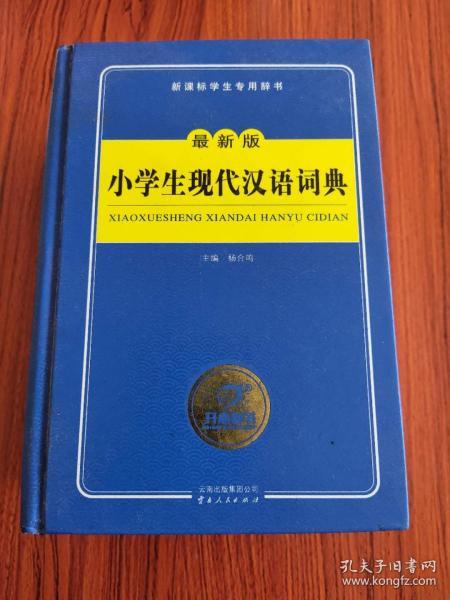 新课标学生专用辞书
最新版
小学生现代汉语词典
XIAOXUESHENG XIANDAI HANYU CIDIAN
主编 杨合鸣
云南出版集团公司
云南人民出版社
孔夫子旧书网
www.kongfz.com